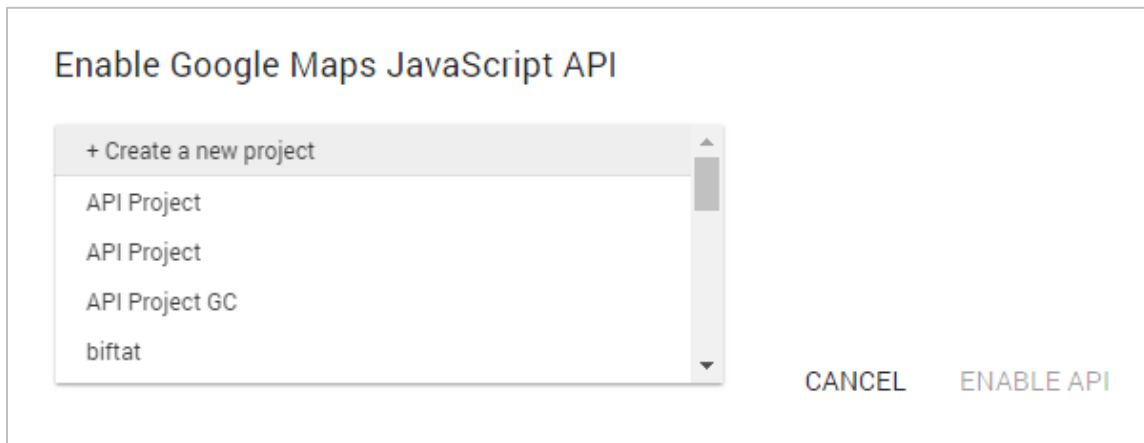 Enable Google Maps JavaScript API
+ Create a new project
API Project
API Project
API Project GC
biftat
CANCEL ENABLE API